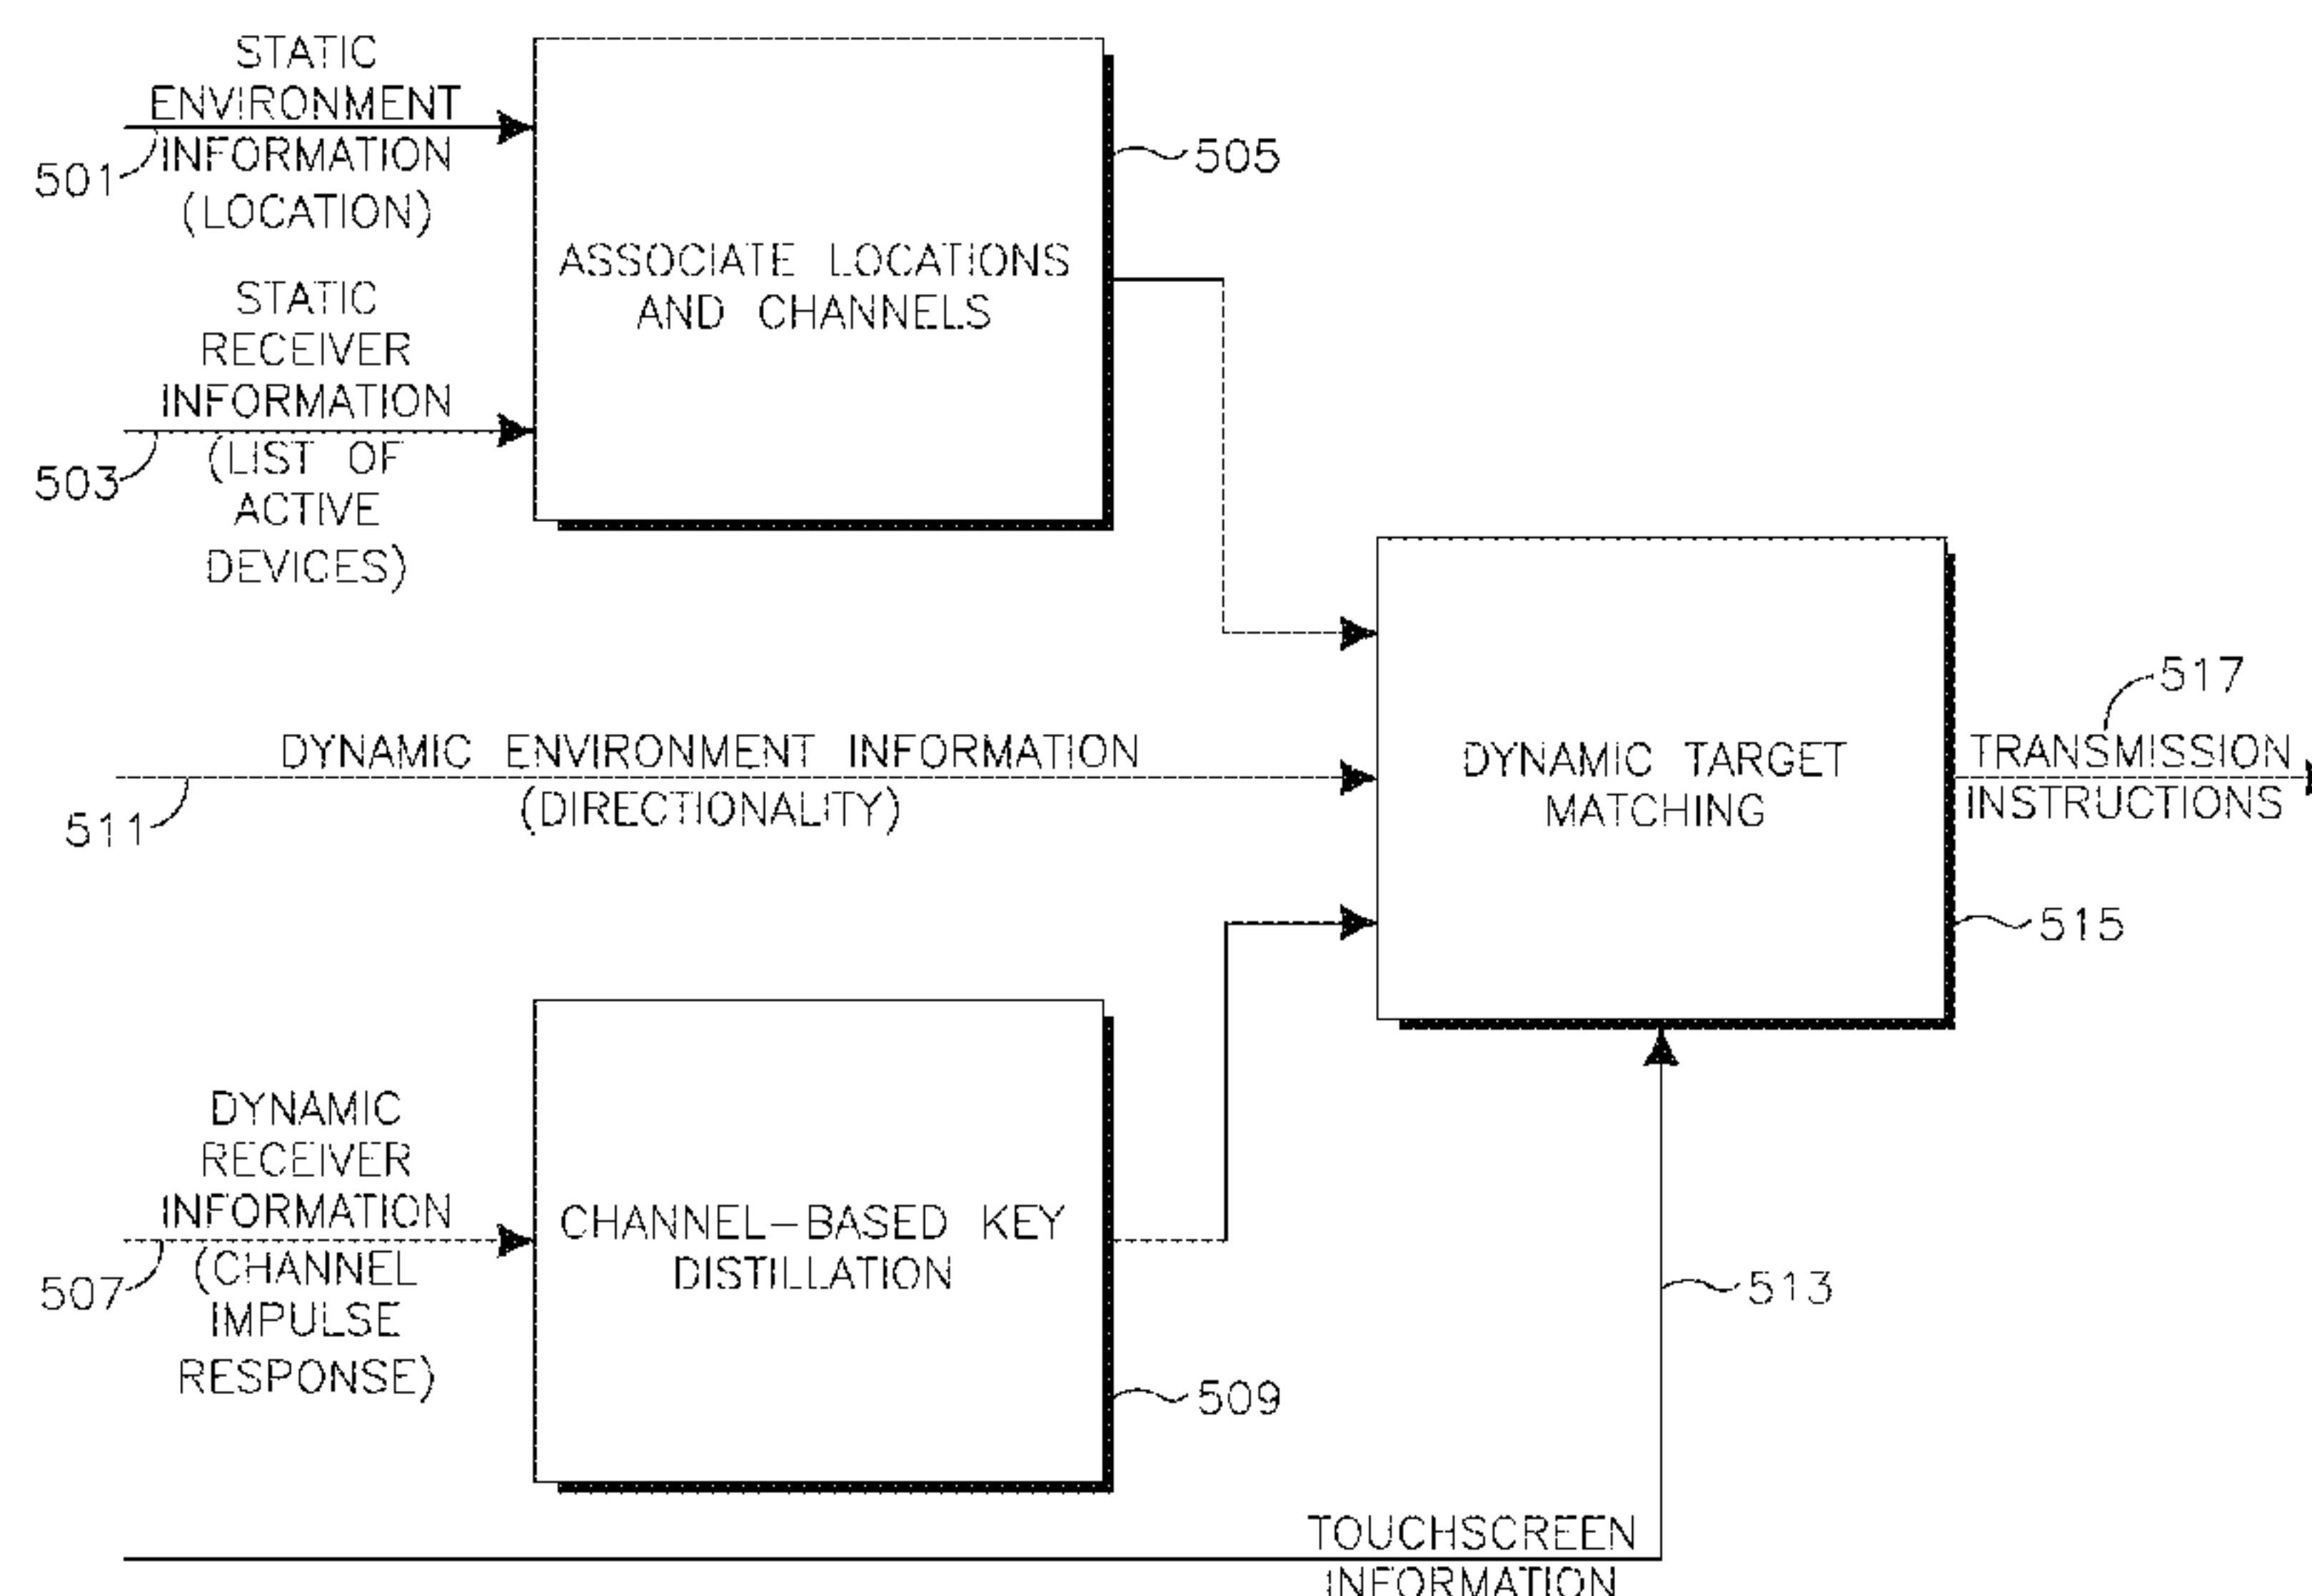 STATIC
ENVIRONMENT
INFORMATION
(LOCATION)
501
505
ASSOCIATE LOCATIONS
AND CHANNELS
STATIC
RECEIVER
INFORMATION
(LIST OF
ACTIVE
DEVICES)
503
517
DYNAMIC ENVIRONMENT INFORMATION
(DIRECTIONALITY)
511
DYNAMIC TARGET
MATCHING
TRANSMISSION
INSTRUCTIONS
515
DYNAMIC
RECEIVER
INFORMATION
(CHANNEL
IMPULSE
RESPONSE)
507
CHANNEL-BASED KEY
DISTILLATION
509
513
TOUCHSCREEN
INFORMATION